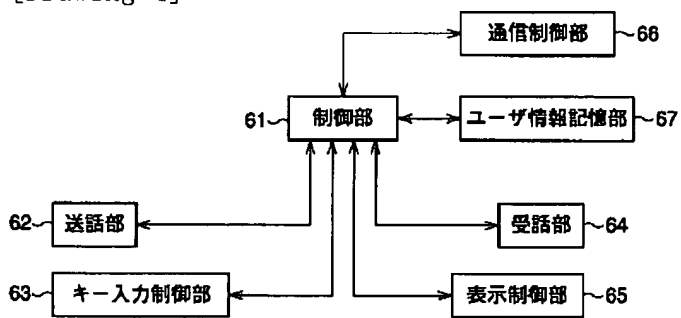 通信制御部 66
61 制御部
ユーザ情報記憶部 67
62 送話部
受話部 64
63 キー入力制御部
表示制御部 65